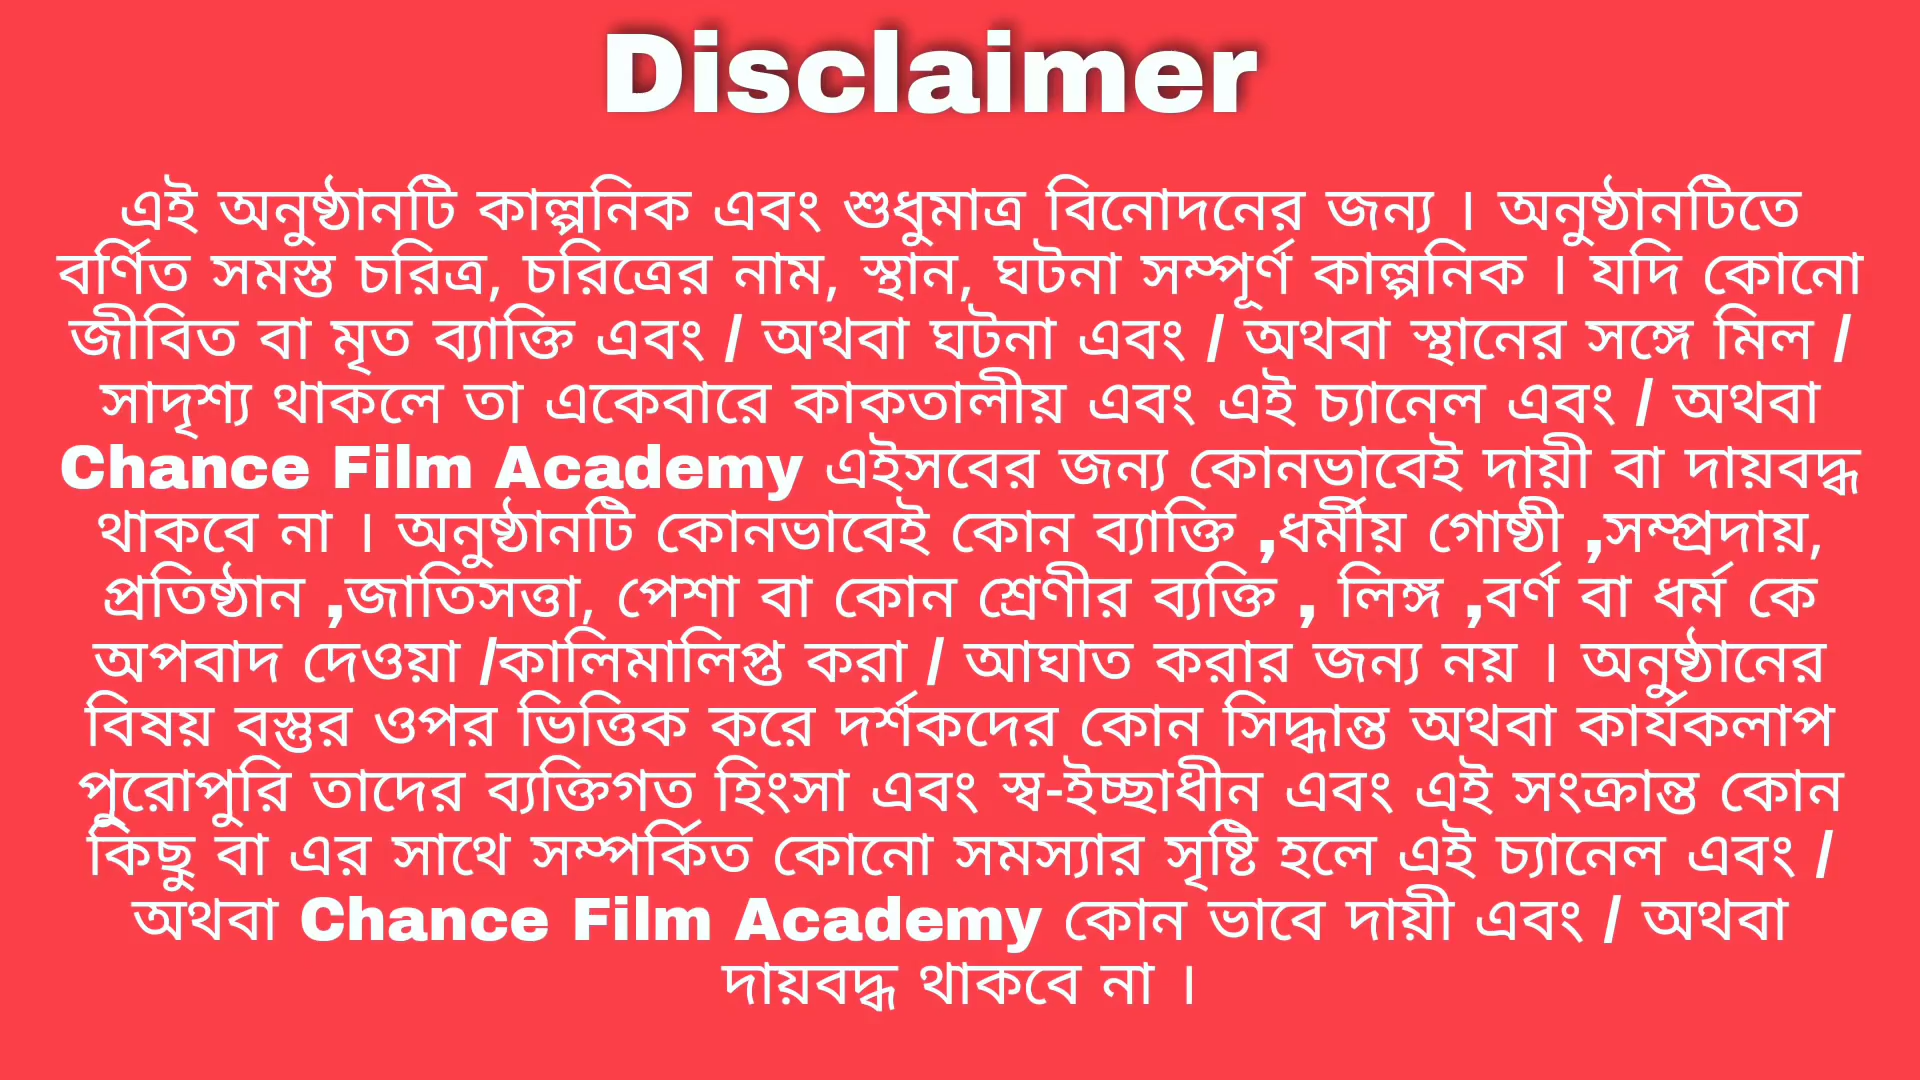 Disclaimer
এই অনুষ্ঠানটি কাল্পনিক এবং শুধুমাত্র বিনোদনের জন্য । অনুষ্ঠানটিতে
বর্ণিত সমস্ত চরিত্র, চরিত্রের নাম, স্থান, ঘটনা সম্পূর্ণ কাল্পনিক । যদি কোনো
জীবিত বা মৃত ব্যাক্তি এবং / অথবা ঘটনা এবং / অথবা স্থানের সঙ্গে মিল /
সাদৃশ্য থাকলে তা একেবারে কাকতালীয় এবং এই চ্যানেল এবং / অথবা
Chance Film Academy এইসবের জন্য কোনভাবেই দায়ী বা দায়বদ্ধ
থাকবে না । অনুষ্ঠানটি কোনভাবেই কোন ব্যাক্তি ,ধর্মীয় গোষ্ঠী ,সম্প্রদায়,
প্রতিষ্ঠান ,জাতিসত্তা, পেশা বা কোন শ্রেণীর ব্যক্তি , লিঙ্গ ,বর্ণ বা ধর্ম কে
অপবাদ দেওয়া /কালিমালিপ্ত করা / আঘাত করার জন্য নয় । অনুষ্ঠানের
বিষয় বস্তুর ওপর ভিত্তিক করে দর্শকদের কোন সিদ্ধান্ত অথবা কার্যকলাপ
পুরোপুরি তাদের ব্যক্তিগত হিংসা এবং স্ব-ইচ্ছাধীন এবং এই সংক্রান্ত কোন
কিছু বা এর সাথে সম্পর্কিত কোনো সমস্যার সৃষ্টি হলে এই চ্যানেল এবং /
অথবা Chance Film Academy কোন ভাবে দায়ী এবং / অথবা
দায়বদ্ধ থাকবে না ।